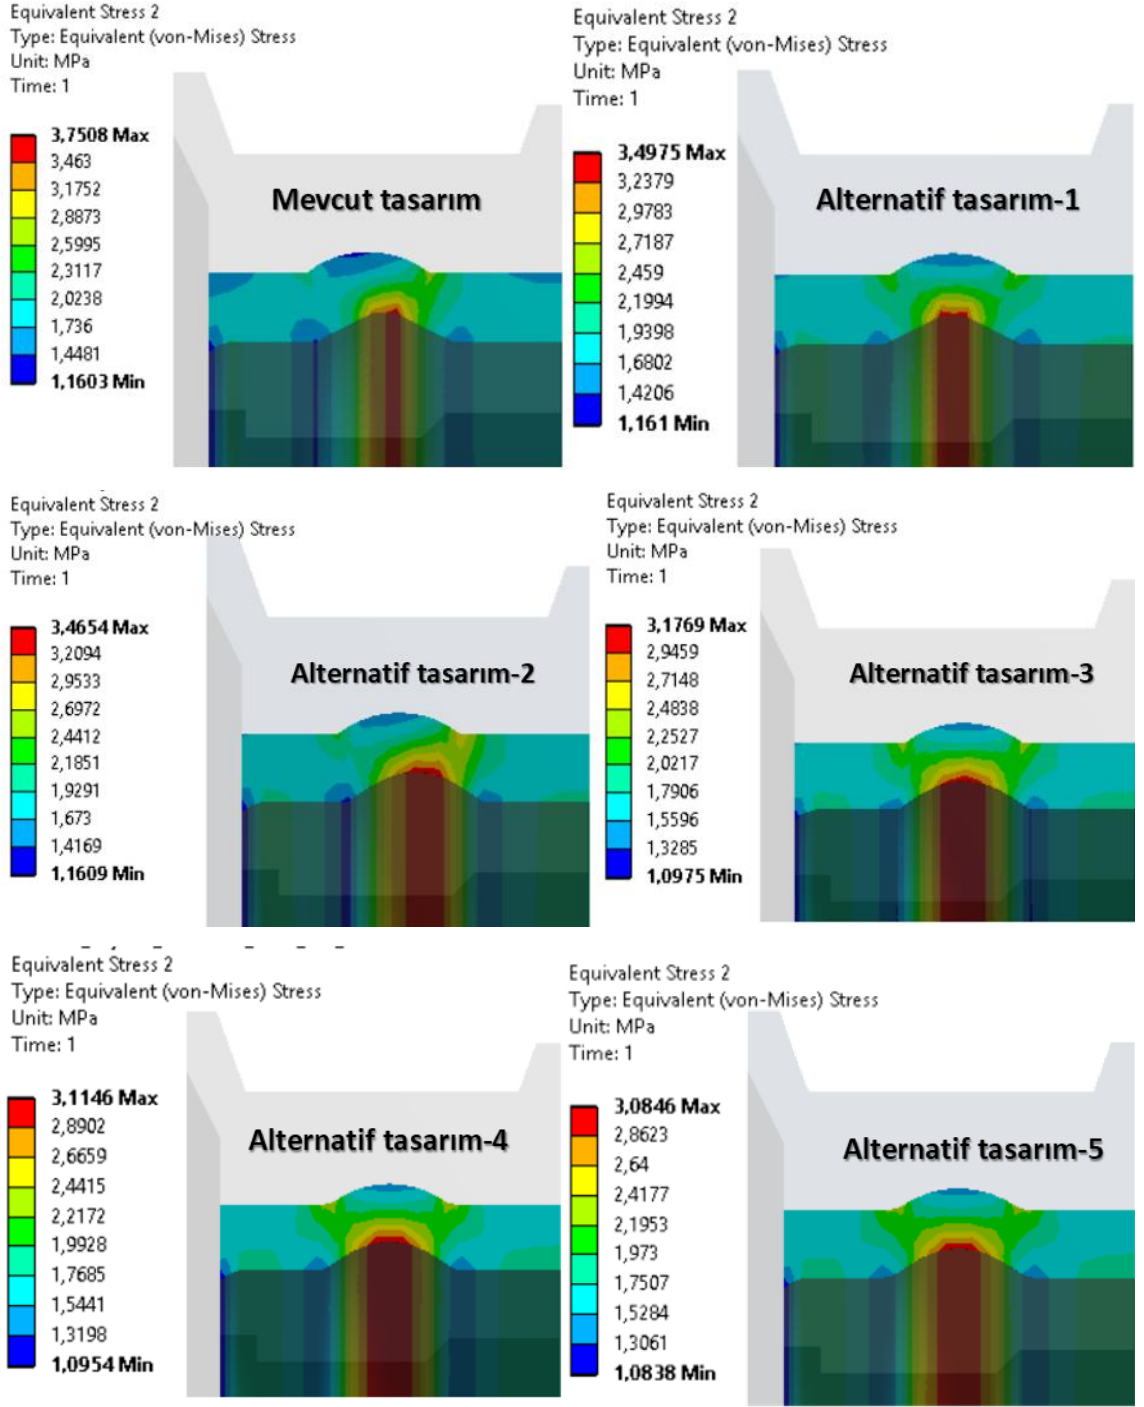 Equivalent Stress 2
Type: Equivalent (von-Mises) Stress
Unit: MPa
Time: 1
3,7508 Max
3,463
3,1752
2,8873
2,5995
2,3117
2,0238
1,736
1,4481
1,1603 Min
Mevcut tasarım
Equivalent Stress 2
Type: Equivalent (von-Mises) Stress
Unit: MPa
Time: 1
3,4975 Max
3,2379
2,9783
2,7187
2,459
2,1994
1,9398
1,6802
1,4206
1,161 Min
Alternatif tasarım-1
Equivalent Stress 2
Type: Equivalent (von-Mises) Stress
Unit: MPa
Time: 1
3,4654 Max
3,2094
2,9533
2,6972
2,4412
2,1851
1,9291
1,673
1,4169
1,1609 Min
Alternatif tasarım-2
Equivalent Stress 2
Type: Equivalent (von-Mises) Stress
Unit: MPa
Time: 1
3,1769 Max
2,9459
2,7148
2,4838
2,2527
2,0217
1,7906
1,5596
1,3285
1,0975 Min
Alternatif tasarım-3
Equivalent Stress 2
Type: Equivalent (von-Mises) Stress
Unit: MPa
Time: 1
3,1146 Max
2,8902
2,6659
2,4415
2,2172
1,9928
1,7685
1,5441
1,3198
1,0954 Min
Alternatif tasarım-4
Equivalent Stress 2
Type: Equivalent (von-Mises) Stress
Unit: MPa
Time: 1
3,0846 Max
2,8623
2,64
2,4177
2,1953
1,973
1,7507
1,5284
1,3061
1,0838 Min
Alternatif tasarım-5